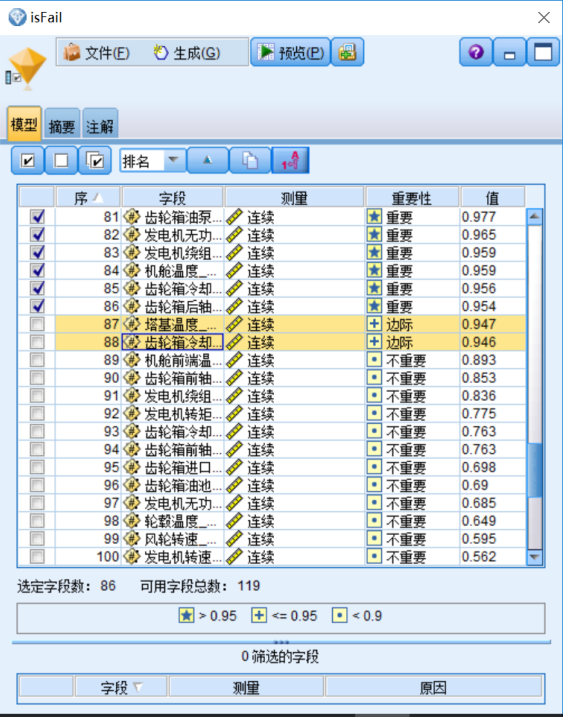 isFail
文件(F) 生成(G) 预览(P)
模型 摘要 注解
排名
序 字段 测量 重要性 值
81 齿轮箱油泵... 连续 重要 0.977
82 发电机无功... 连续 重要 0.965
83 发电机绕组... 连续 重要 0.959
84 机舱温度_... 连续 重要 0.959
85 齿轮箱冷却... 连续 重要 0.956
86 齿轮箱后轴... 连续 重要 0.954
87 塔基温度_... 连续 边际 0.947
88 齿轮箱冷却... 连续 边际 0.946
89 机舱前端温... 连续 不重要 0.893
90 齿轮箱前轴... 连续 不重要 0.853
91 发电机绕组... 连续 不重要 0.836
92 发电机转矩... 连续 不重要 0.775
93 齿轮箱冷却... 连续 不重要 0.763
94 齿轮箱前轴... 连续 不重要 0.763
95 齿轮箱进口... 连续 不重要 0.698
96 齿轮箱油池... 连续 不重要 0.69
97 发电机无功... 连续 不重要 0.685
98 轮毂温度_... 连续 不重要 0.649
99 风轮转速_... 连续 不重要 0.595
100 发电机转速... 连续 不重要 0.562
选定字段数: 86 可用字段总数: 119
> 0.95 <= 0.95 < 0.9
0 筛选的字段
字段 测量 原因